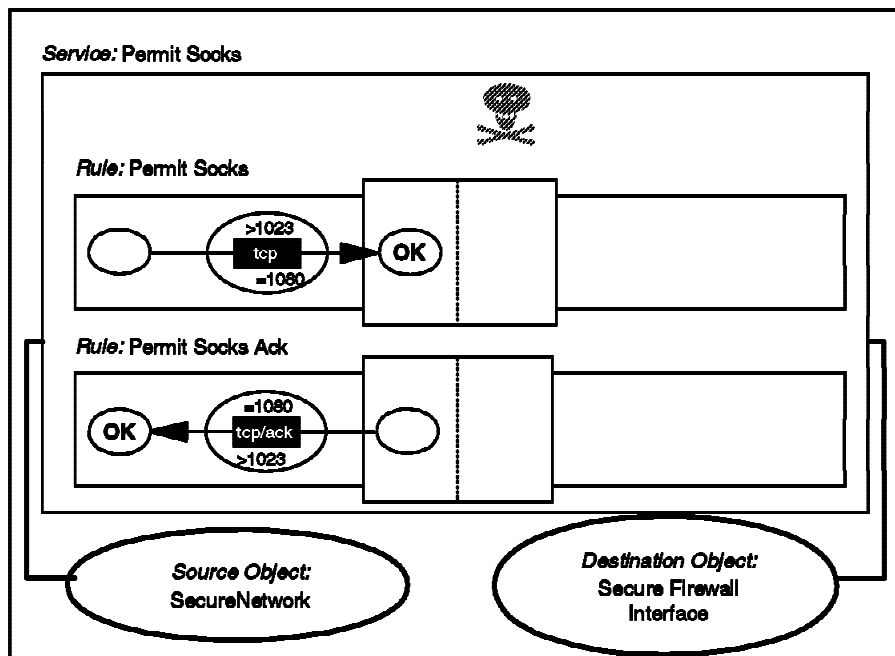 Service: Permit Socks
Rule: Permit Socks
>1023
tcp
=1080
OK
Rule: Permit Socks Ack
=1080
OK
tcp/ack
>1023
Source Object:
SecureNetwork
Destination Object:
Secure Firewall
Interface